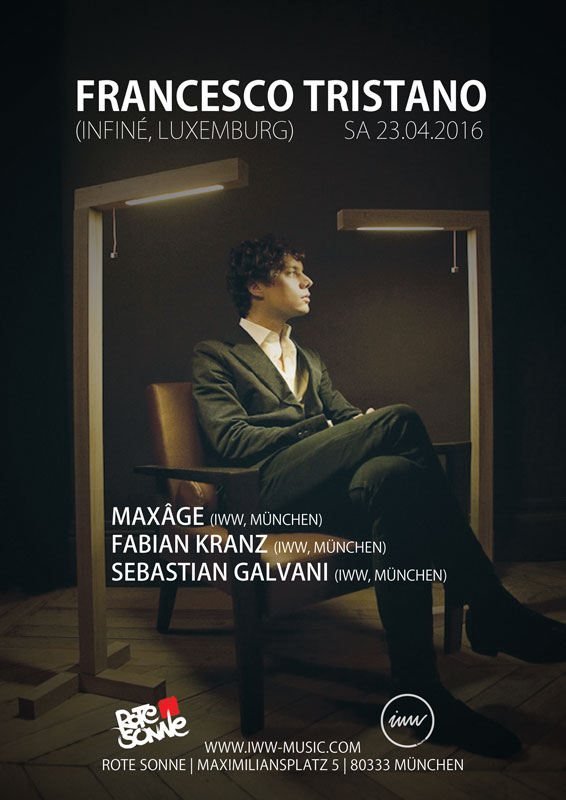 FRANCESCO TRISTANO
(INFINÉ, LUXEMBURG) SA 23.04.2016
MAXÂGE (IWW, MÜNCHEN)
FABIAN KRANZ (IWW, MÜNCHEN)
SEBASTIAN GALVANI (IWW, MÜNCHEN)
ROTE
SONNE
iww
WWW.IWW-MUSIC.COM
ROTE SONNE | MAXIMILIANSPLATZ 5 | 80333 MÜNCHEN